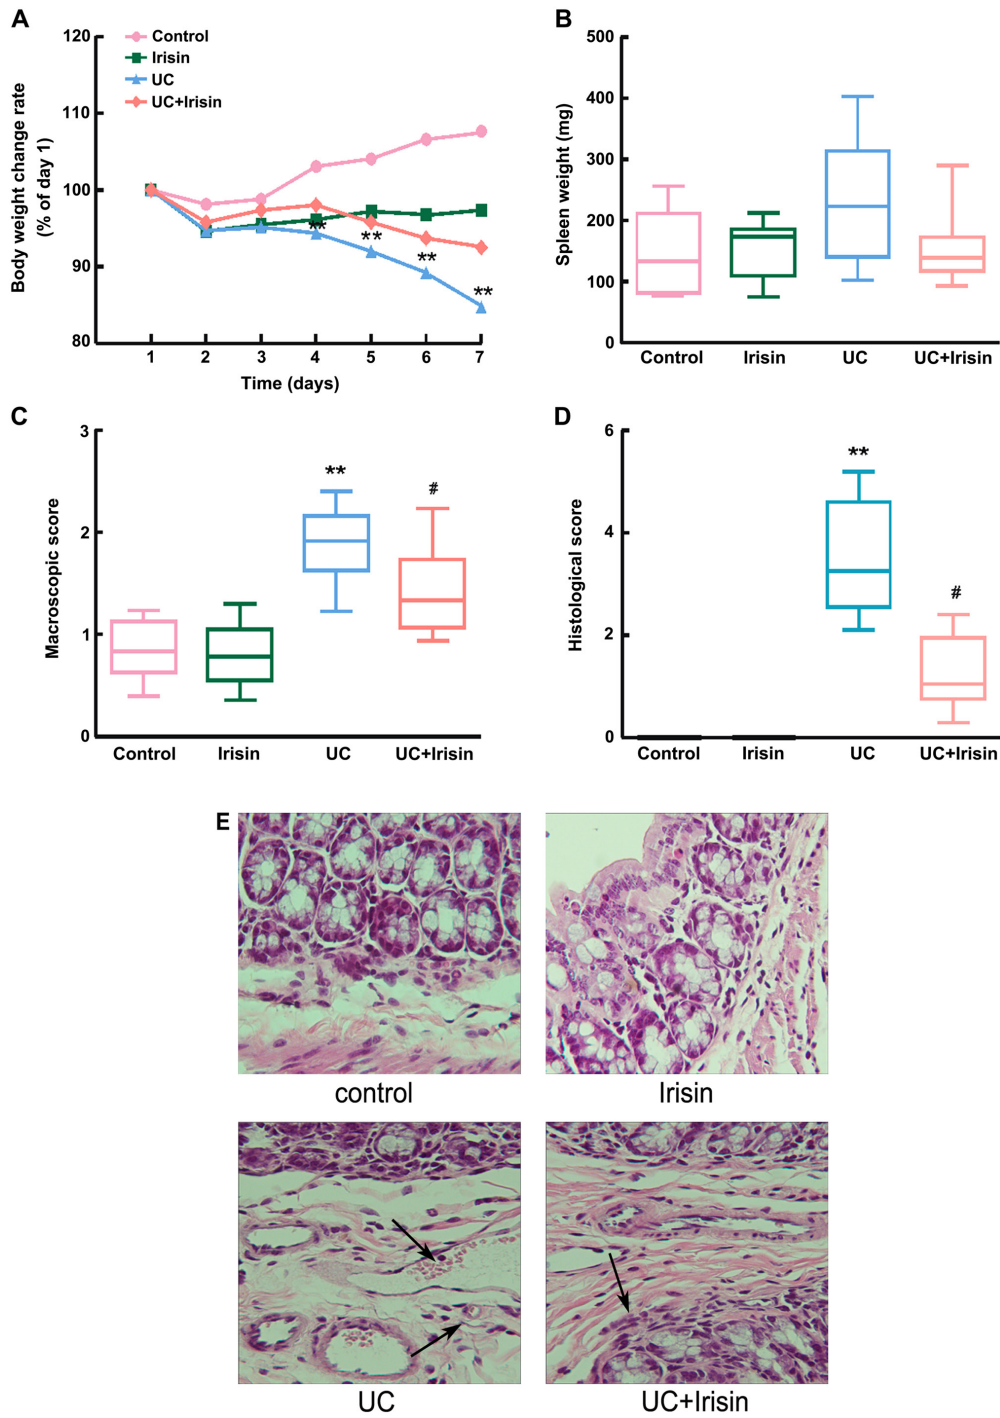 A
Body weight change rate
(% of day 1)
120
110
100
90
80
Control
Irisin
UC
UC+Irisin
**
**
**
**
1 2 3 4 5 6 7
Time (days)
B
Spleen weight (mg)
500
400
300
200
100
0
Control Irisin UC UC+Irisin
C
Macroscopic score
3
2
1
0
**
#
Control Irisin UC UC+Irisin
D
Histological score
6
4
2
0
**
#
Control Irisin UC UC+Irisin
E
control Irisin
UC UC+Irisin